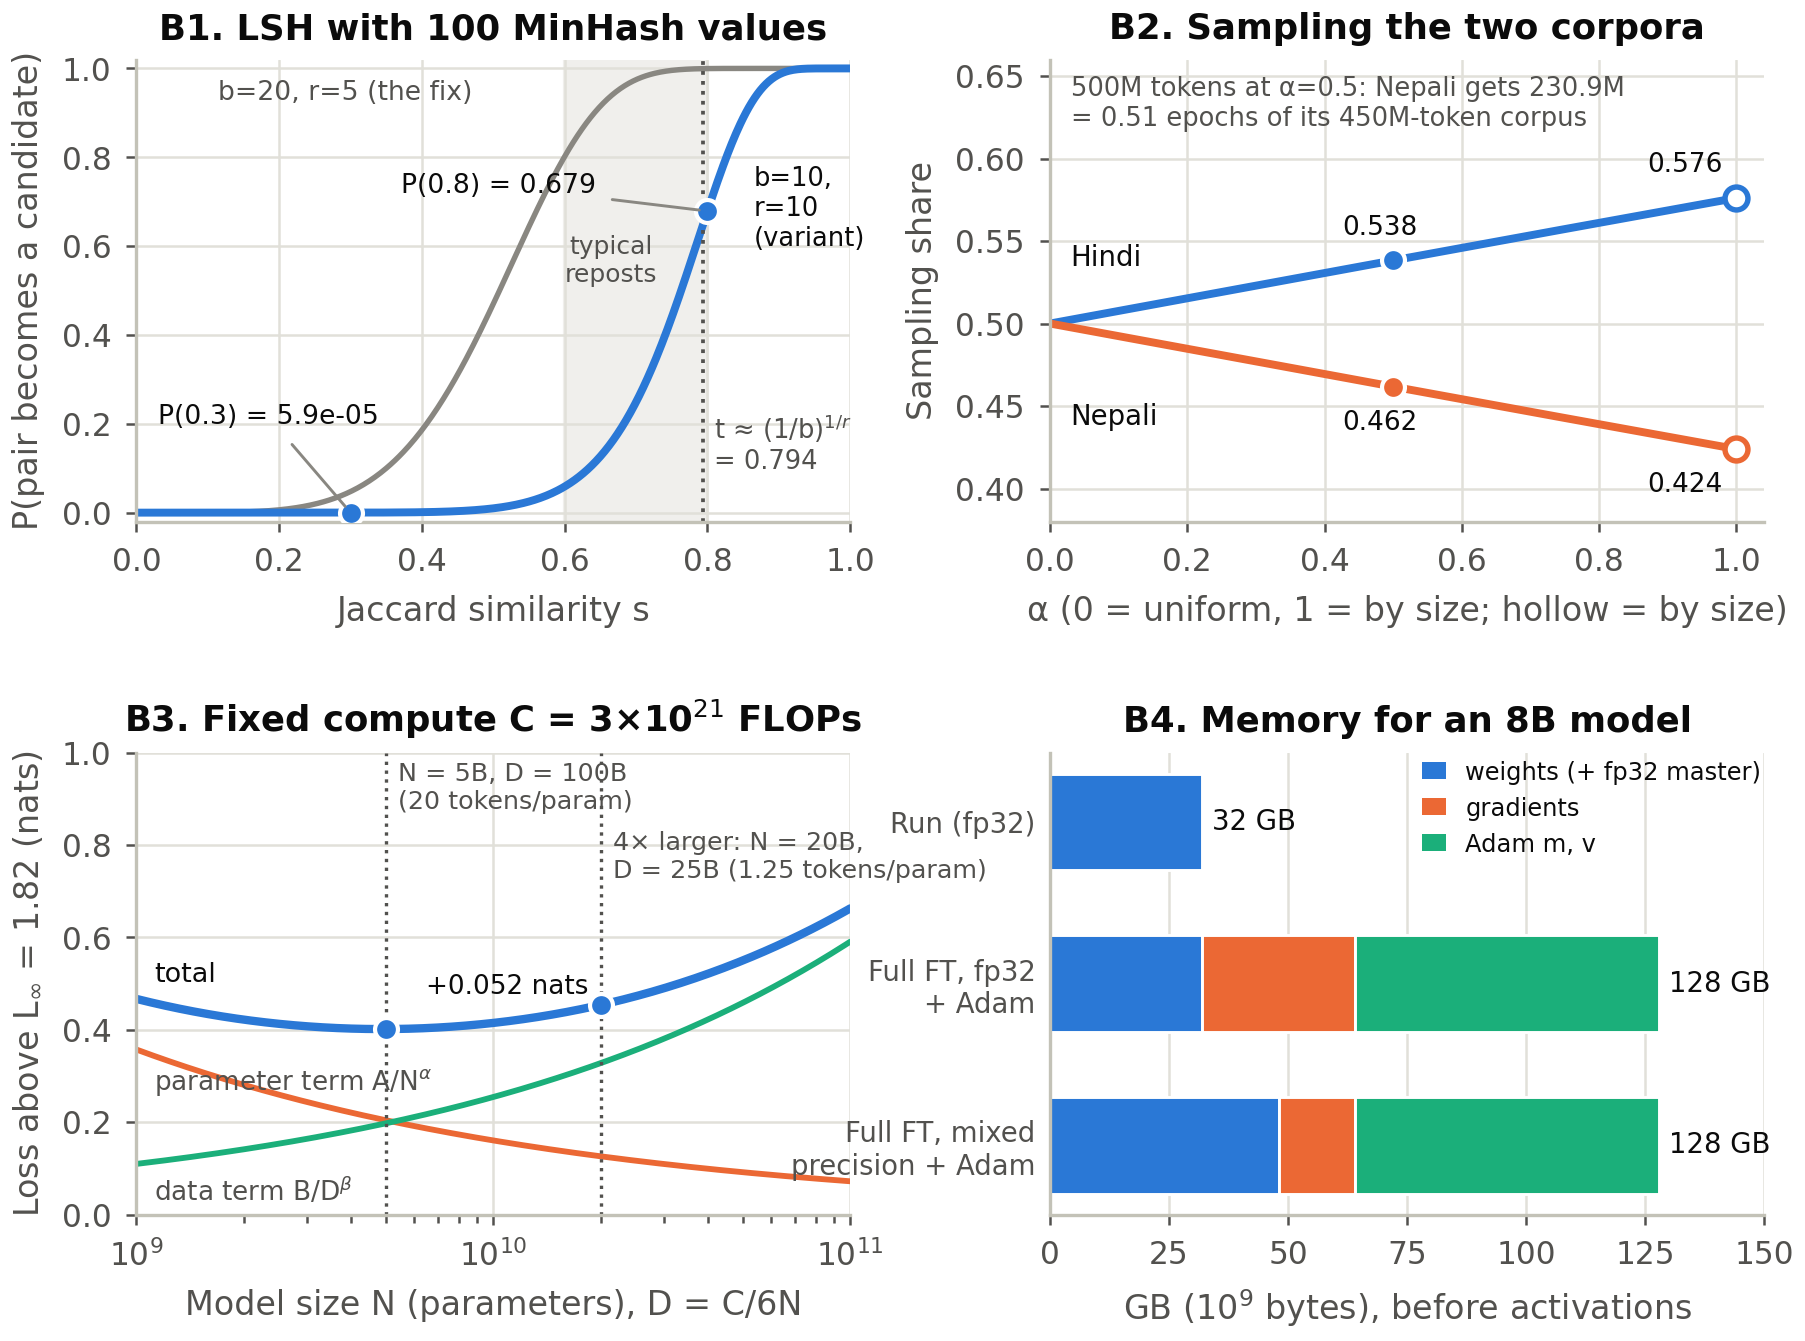 B1. LSH with 100 MinHash values
P(pair becomes a candidate)
1.0
0.8
0.6
0.4
0.2
0.0
b=20, r=5 (the fix)
P(0.8) = 0.679
b=10,
r=10
(variant)
typical
reposts
P(0.3) = 5.9e-05
t ≈ (1/b)^{1/r}
= 0.794
0.0 0.2 0.4 0.6 0.8 1.0
Jaccard similarity s
B2. Sampling the two corpora
Sampling share
0.65
0.60
0.55
0.50
0.45
0.40
500M tokens at α=0.5: Nepali gets 230.9M
= 0.51 epochs of its 450M-token corpus
0.576
0.538
Hindi
Nepali
0.462
0.424
0.0 0.2 0.4 0.6 0.8 1.0
α (0 = uniform, 1 = by size; hollow = by size)
B3. Fixed compute C = 3×10²¹ FLOPs
Loss above L∞ = 1.82 (nats)
1.0
0.8
0.6
0.4
0.2
0.0
N = 5B, D = 100B
(20 tokens/param)
4× larger: N = 20B,
D = 25B (1.25 tokens/param)
total
+0.052 nats
parameter term A/N^α
data term B/D^β
10⁹ 10¹⁰ 10¹¹
Model size N (parameters), D = C/6N
B4. Memory for an 8B model
weights (+ fp32 master)
gradients
Adam m, v
Run (fp32)
32 GB
Full FT, fp32
+ Adam
128 GB
Full FT, mixed
precision + Adam
128 GB
0 25 50 75 100 125 150
GB (10⁹ bytes), before activations